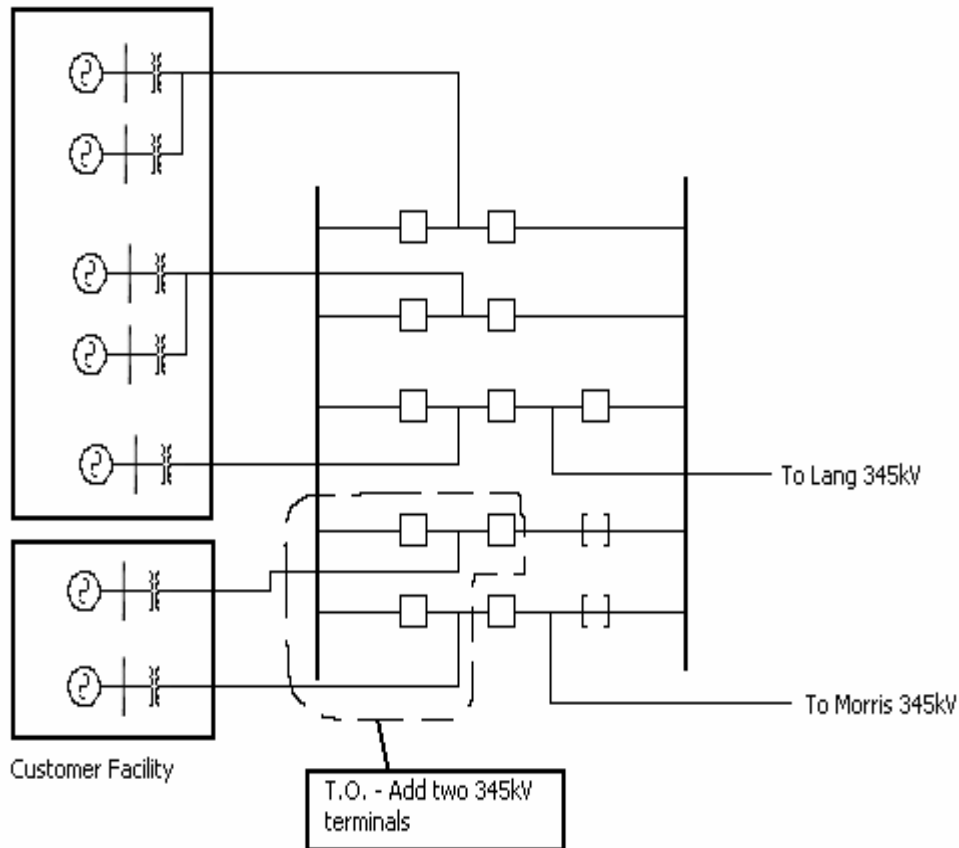 To Lang 345kV
To Morris 345kV
Customer Facility
T.O. - Add two 345kV
terminals